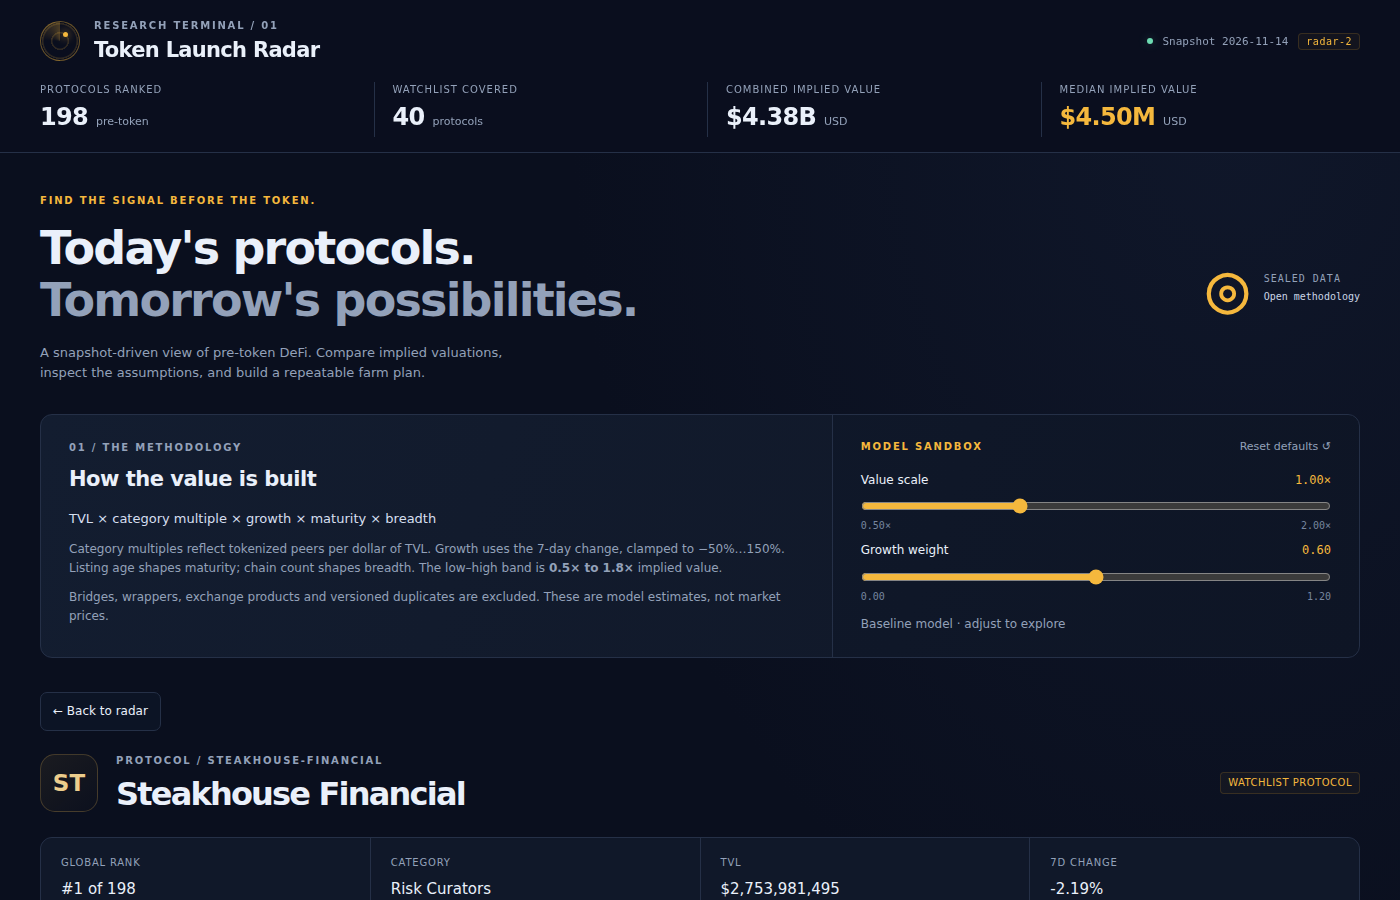 RESEARCH TERMINAL / 01
Token Launch Radar
Snapshot 2026-11-14 radar-2
PROTOCOLS RANKED
198 pre-token
WATCHLIST COVERED
40 protocols
COMBINED IMPLIED VALUE
$4.38B USD
MEDIAN IMPLIED VALUE
$4.50M USD
FIND THE SIGNAL BEFORE THE TOKEN.
Today's protocols.
Tomorrow's possibilities.
A snapshot-driven view of pre-token DeFi. Compare implied valuations,
inspect the assumptions, and build a repeatable farm plan.
SEALED DATA
Open methodology
01 / THE METHODOLOGY
How the value is built
TVL × category multiple × growth × maturity × breadth
Category multiples reflect tokenized peers per dollar of TVL. Growth uses the 7-day change, clamped to −50%…150%.
Listing age shapes maturity; chain count shapes breadth. The low–high band is 0.5× to 1.8× implied value.
Bridges, wrappers, exchange products and versioned duplicates are excluded. These are model estimates, not market
prices.
MODEL SANDBOX
Reset defaults ↺
Value scale 1.00×
0.50× 2.00×
Growth weight 0.60
0.00 1.20
Baseline model · adjust to explore
← Back to radar
ST
PROTOCOL / STEAKHOUSE-FINANCIAL
Steakhouse Financial
WATCHLIST PROTOCOL
GLOBAL RANK
#1 of 198
CATEGORY
Risk Curators
TVL
$2,753,981,495
7D CHANGE
-2.19%